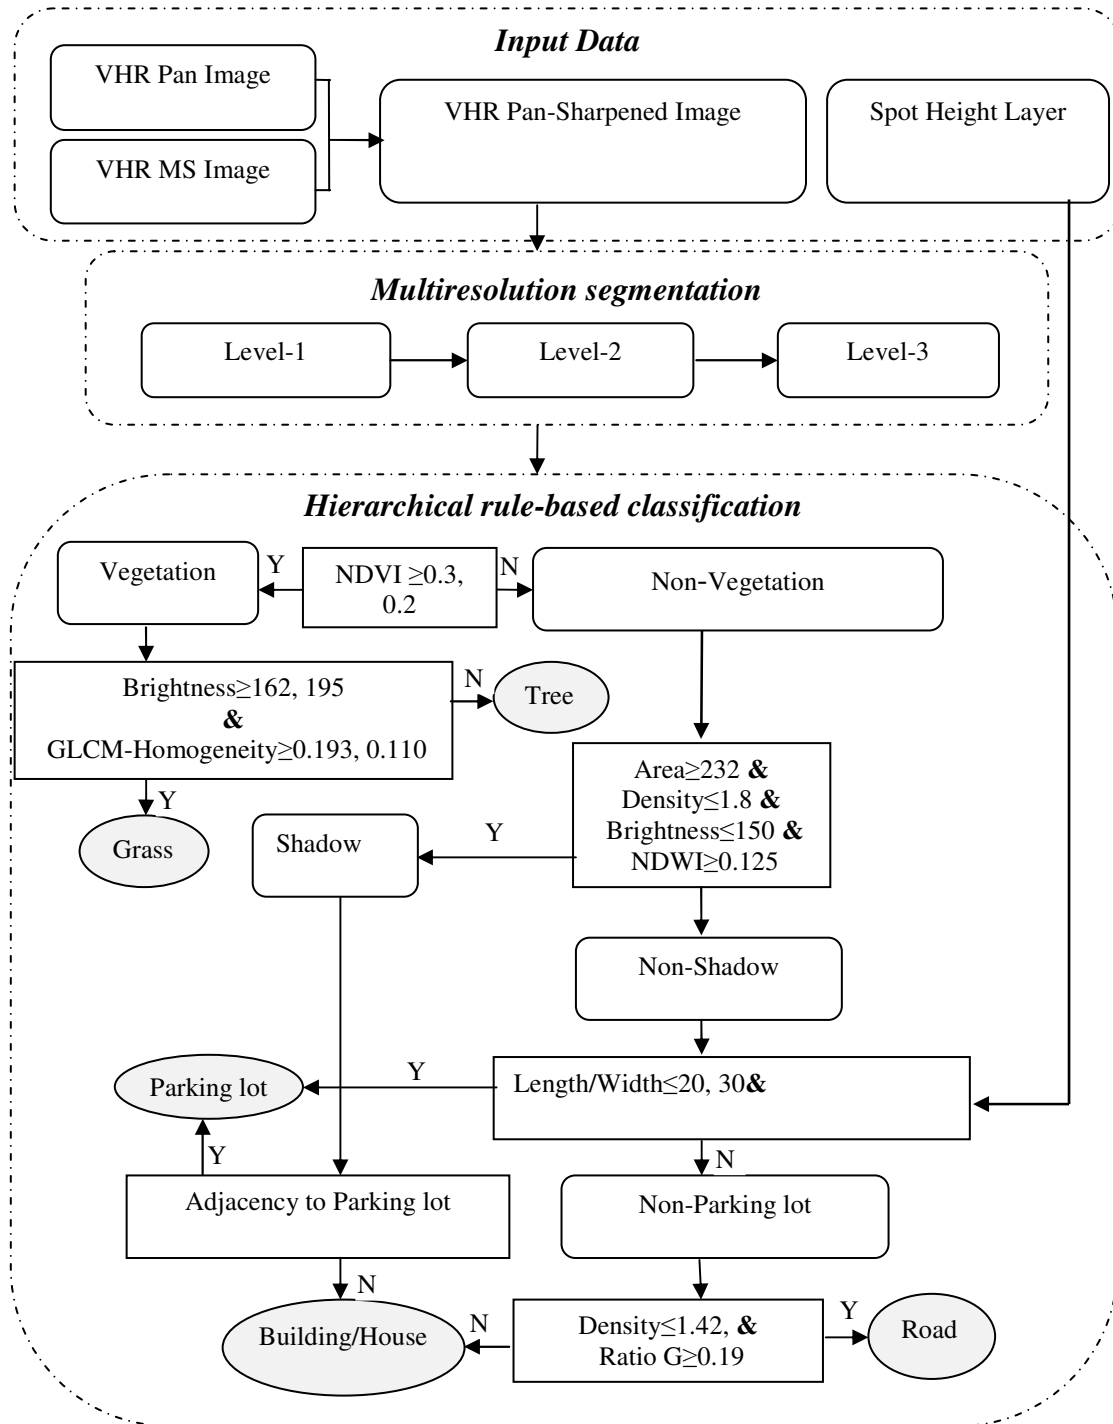 Input Data
VHR Pan Image
VHR MS Image
VHR Pan-Sharpened Image
Spot Height Layer
Multiresolution segmentation
Level-1
Level-2
Level-3
Hierarchical rule-based classification
Vegetation
Y
NDVI ≥0.3,
0.2
N
Non-Vegetation
Brightness≥162, 195
&
GLCM-Homogeneity≥0.193, 0.110
N
Tree
Y
Grass
Area≥232 &
Density≤1.8 &
Brightness≤150 &
NDWI≥0.125
Y
Shadow
Non-Shadow
Length/Width≤20, 30&
Y
Parking lot
Y
N
Adjacency to Parking lot
Non-Parking lot
N
Building/House
N
Density≤1.42, &
Ratio G≥0.19
Y
Road